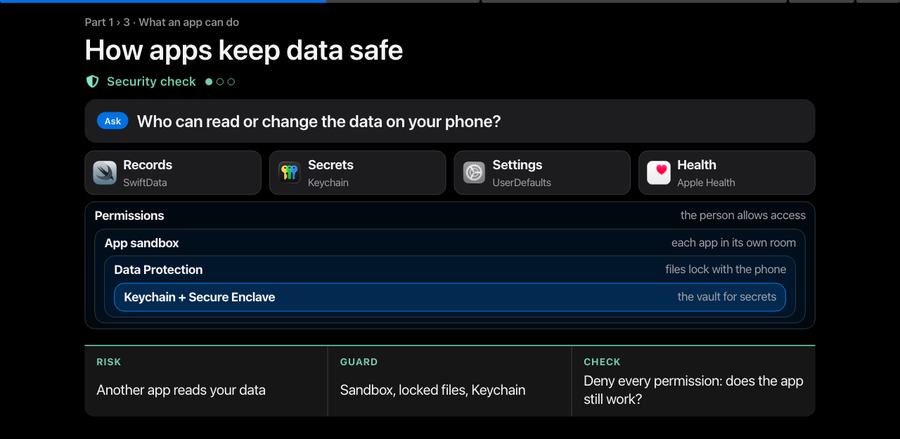 Part 1 › 3 · What an app can do
How apps keep data safe
Security check
Ask Who can read or change the data on your phone?
Records
SwiftData
Secrets
Keychain
Settings
UserDefaults
Health
Apple Health
Permissions the person allows access
App sandbox each app in its own room
Data Protection files lock with the phone
Keychain + Secure Enclave the vault for secrets
RISK
Another app reads your data
GUARD
Sandbox, locked files, Keychain
CHECK
Deny every permission: does the app
still work?